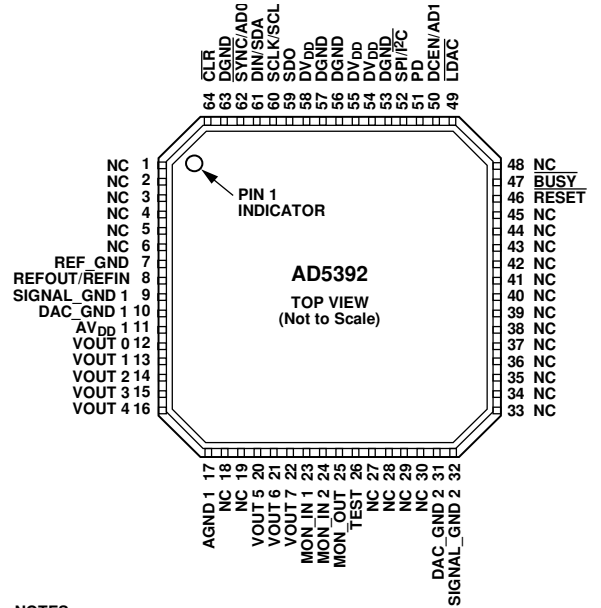 64 CLR
63 DGND
62 SYNC/AD0
61 DIN/SDA
60 SCLK/SCL
59 SDO
58 DVDD
57 DGND
56 DGND
55 DVDD
54 DVDD
53 DGND
52 SPI/I2C
51 PD
50 DCEN/AD1
49 LDAC
NC 1
NC 2
NC 3
NC 4
NC 5
NC 6
REF_GND 7
REFOUT/REFIN 8
SIGNAL_GND 1 9
DAC_GND 1 10
AVDD 1 11
VOUT 0 12
VOUT 1 13
VOUT 2 14
VOUT 3 15
VOUT 4 16
PIN 1
INDICATOR
AD5392
TOP VIEW
(Not to Scale)
48 NC
47 BUSY
46 RESET
45 NC
44 NC
43 NC
42 NC
41 NC
40 NC
39 NC
38 NC
37 NC
36 NC
35 NC
34 NC
33 NC
AGND 1 17
NC 18
NC 19
VOUT 5 20
VOUT 6 21
VOUT 7 22
MON_IN 1 23
MON_IN 2 24
MON_OUT 25
TEST 26
NC 27
NC 28
NC 29
NC 30
DAC_GND 2 31
SIGNAL_GND 2 32
NOTES